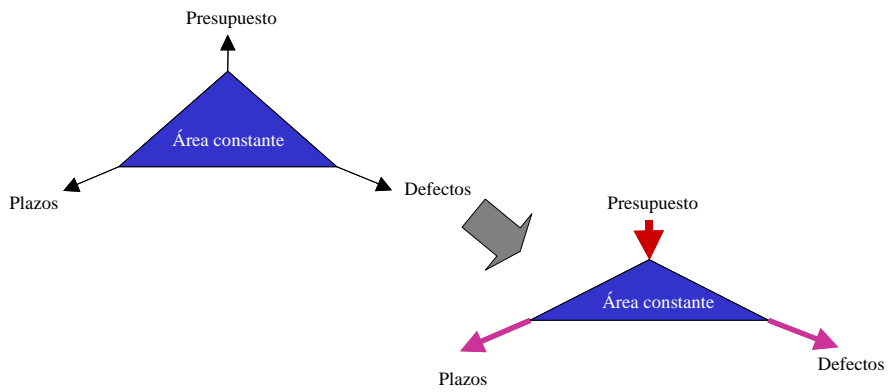 Presupuesto
Área constante
Plazos
Defectos
Presupuesto
Área constante
Plazos
Defectos